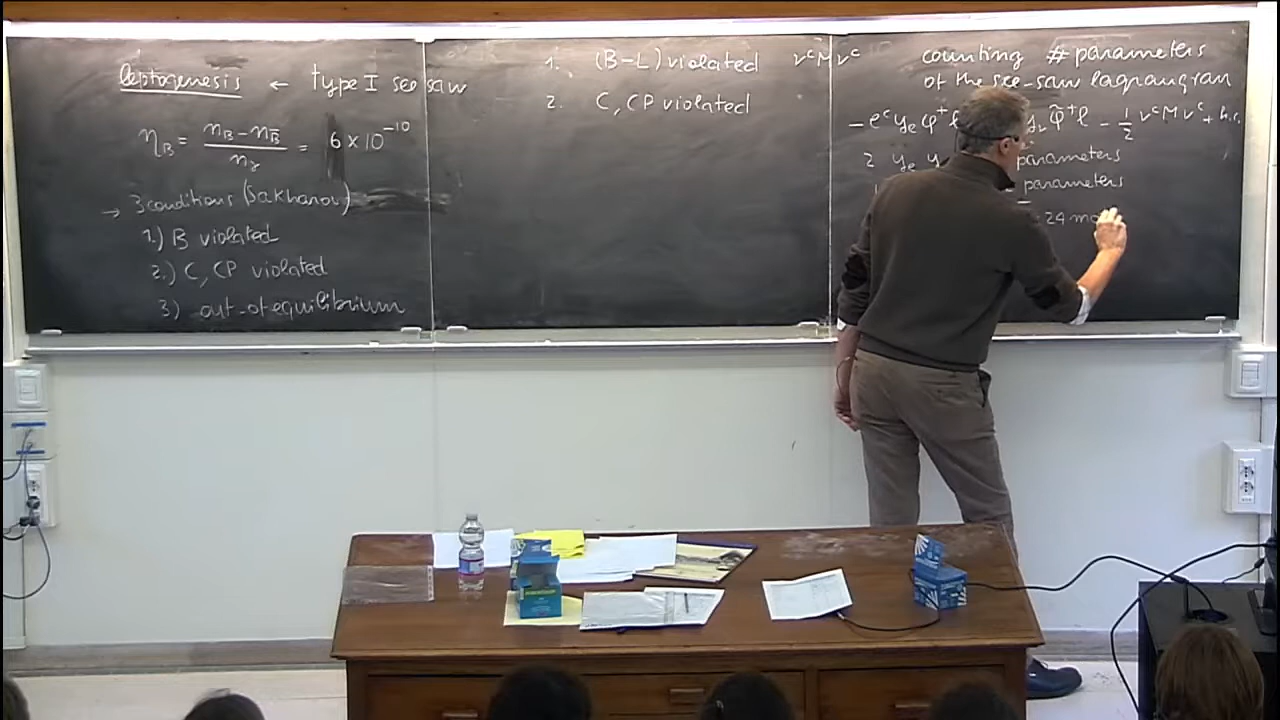 leptogenesis ← type I see saw
η_B = (n_B − n_B̄) / n_γ = 6 × 10^−10
→ 3 conditions (Sakharov)
1.) B violated
2.) C, CP violated
3) out-of equilibrium
1. (B−L) violated ν^c M ν^c
2. C, CP violated
counting # parameters
of the see-saw lagrangian
− e^c y_e φ^+ l y_ν φ̃^+ l − 1/2 ν^c M ν^c + h.c.
2 y_e parameters
parameters
24 mo